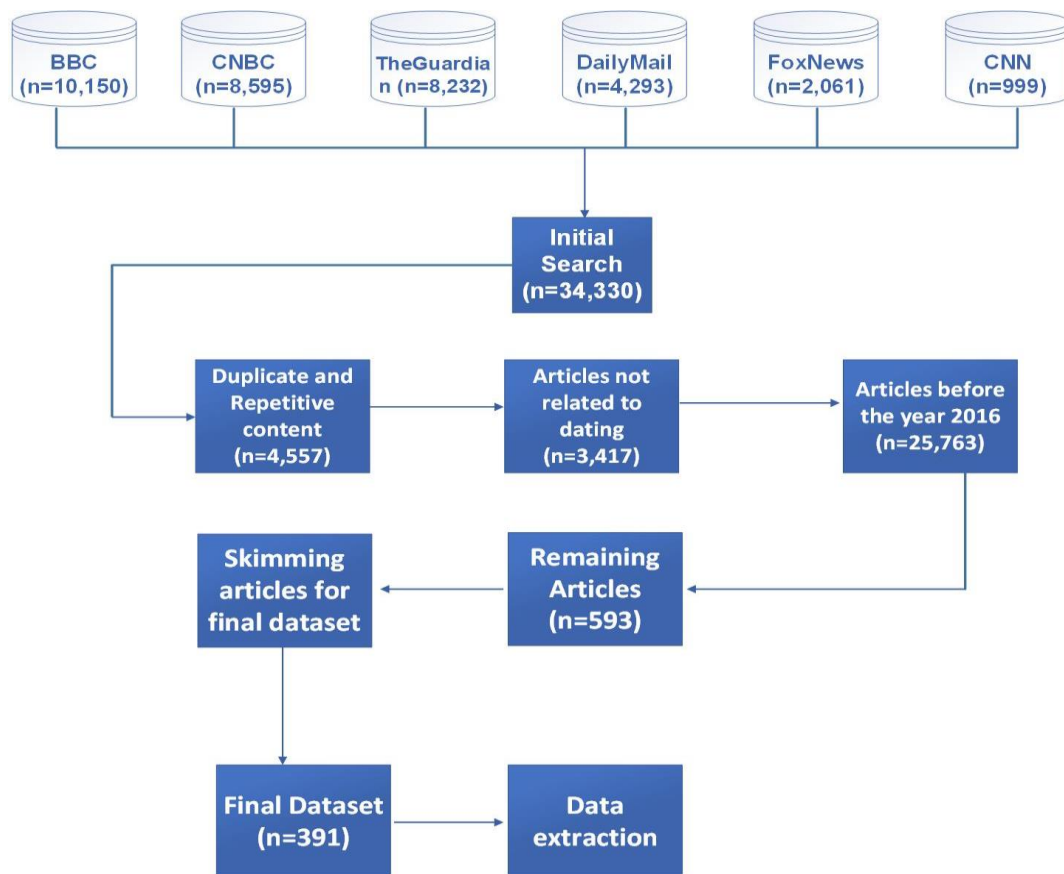 BBC
(n=10,150)
CNBC
(n=8,595)
TheGuardia
n (n=8,232)
DailyMail
(n=4,293)
FoxNews
(n=2,061)
CNN
(n=999)
Initial
Search
(n=34,330)
Duplicate and
Repetitive
content
(n=4,557)
Articles not
related to
dating
(n=3,417)
Articles before
the year 2016
(n=25,763)
Skimming
articles for
final dataset
Remaining
Articles
(n=593)
Final Dataset
(n=391)
Data
extraction